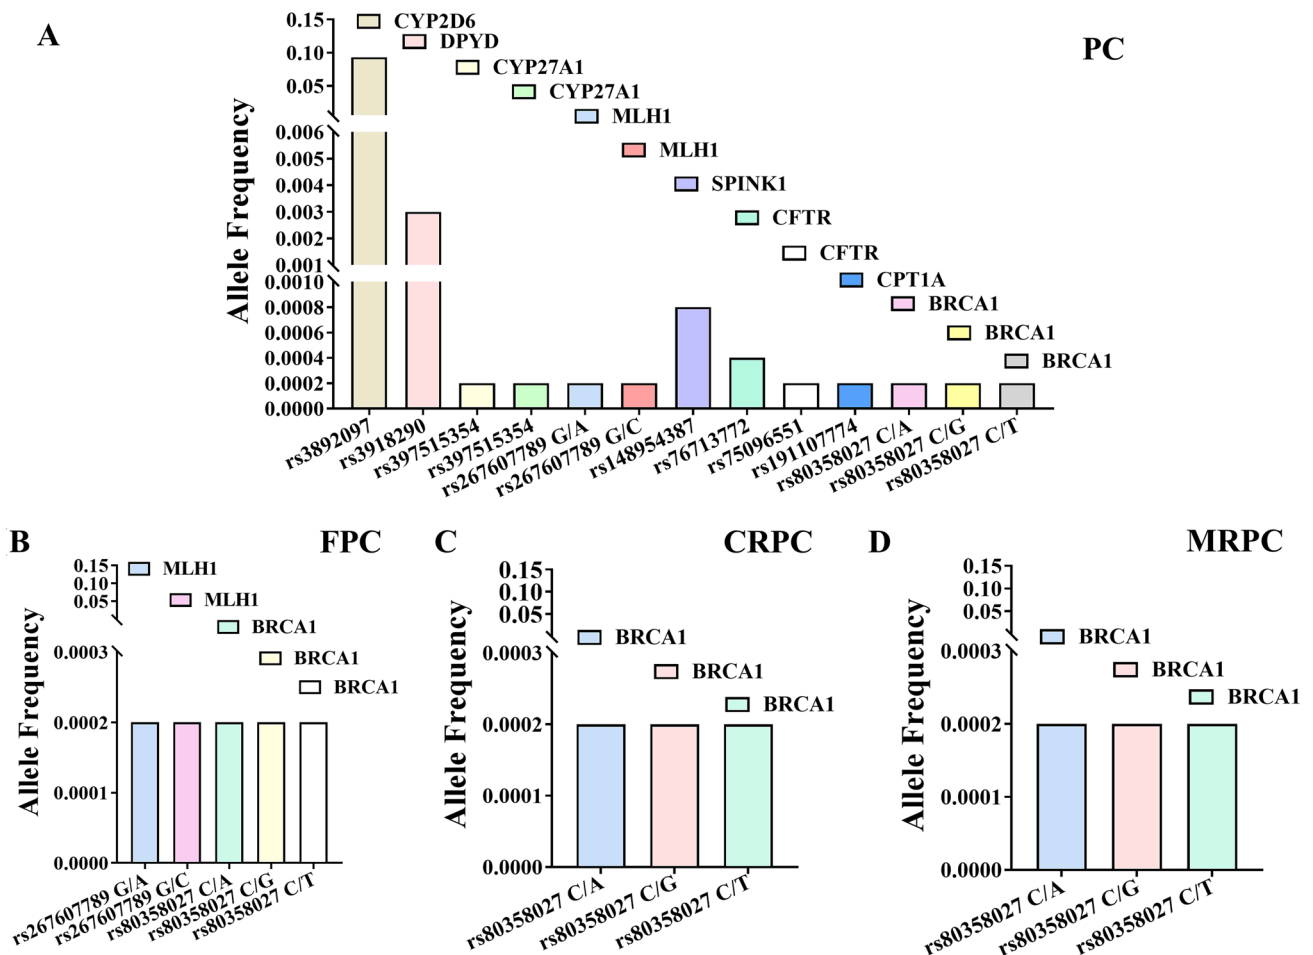 A
PC
Allele Frequency
0.15
0.10
0.05
0.006
0.005
0.004
0.003
0.002
0.001
0.0010
0.0008
0.0006
0.0004
0.0002
0.0000
CYP2D6
DPYD
CYP27A1
CYP27A1
MLH1
MLH1
SPINK1
CFTR
CFTR
CPT1A
BRCA1
BRCA1
BRCA1
rs3892097
rs3918290
rs397515354
rs397515354
rs267607789 G/A
rs267607789 G/C
rs148954387
rs76713772
rs75096551
rs191107774
rs80358027 C/A
rs80358027 C/G
rs80358027 C/T
B
FPC
Allele Frequency
0.15
0.10
0.05
0.0003
0.0002
0.0001
0.0000
MLH1
MLH1
BRCA1
BRCA1
BRCA1
rs267607789 G/A
rs267607789 G/C
rs80358027 C/A
rs80358027 C/G
rs80358027 C/T
C
CRPC
Allele Frequency
0.15
0.10
0.05
0.0003
0.0002
0.0001
0.0000
BRCA1
BRCA1
BRCA1
rs80358027 C/A
rs80358027 C/G
rs80358027 C/T
D
MRPC
Allele Frequency
0.15
0.10
0.05
0.0003
0.0002
0.0001
0.0000
BRCA1
BRCA1
BRCA1
rs80358027 C/A
rs80358027 C/G
rs80358027 C/T